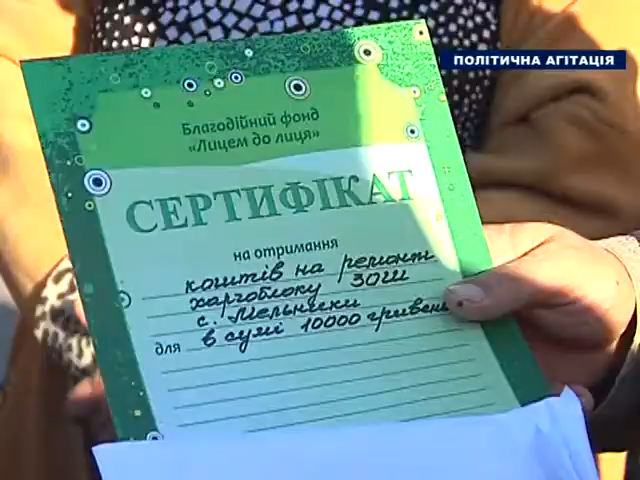 ПОЛІТИЧНА АГІТАЦІЯ
Благодійний фонд
«Лицем до лиця»
СЕРТИФІКАТ
на отримання
коштів на ремонт
харчоблоку ЗОШ
с. Мельники
для в сумі 10000 гривень